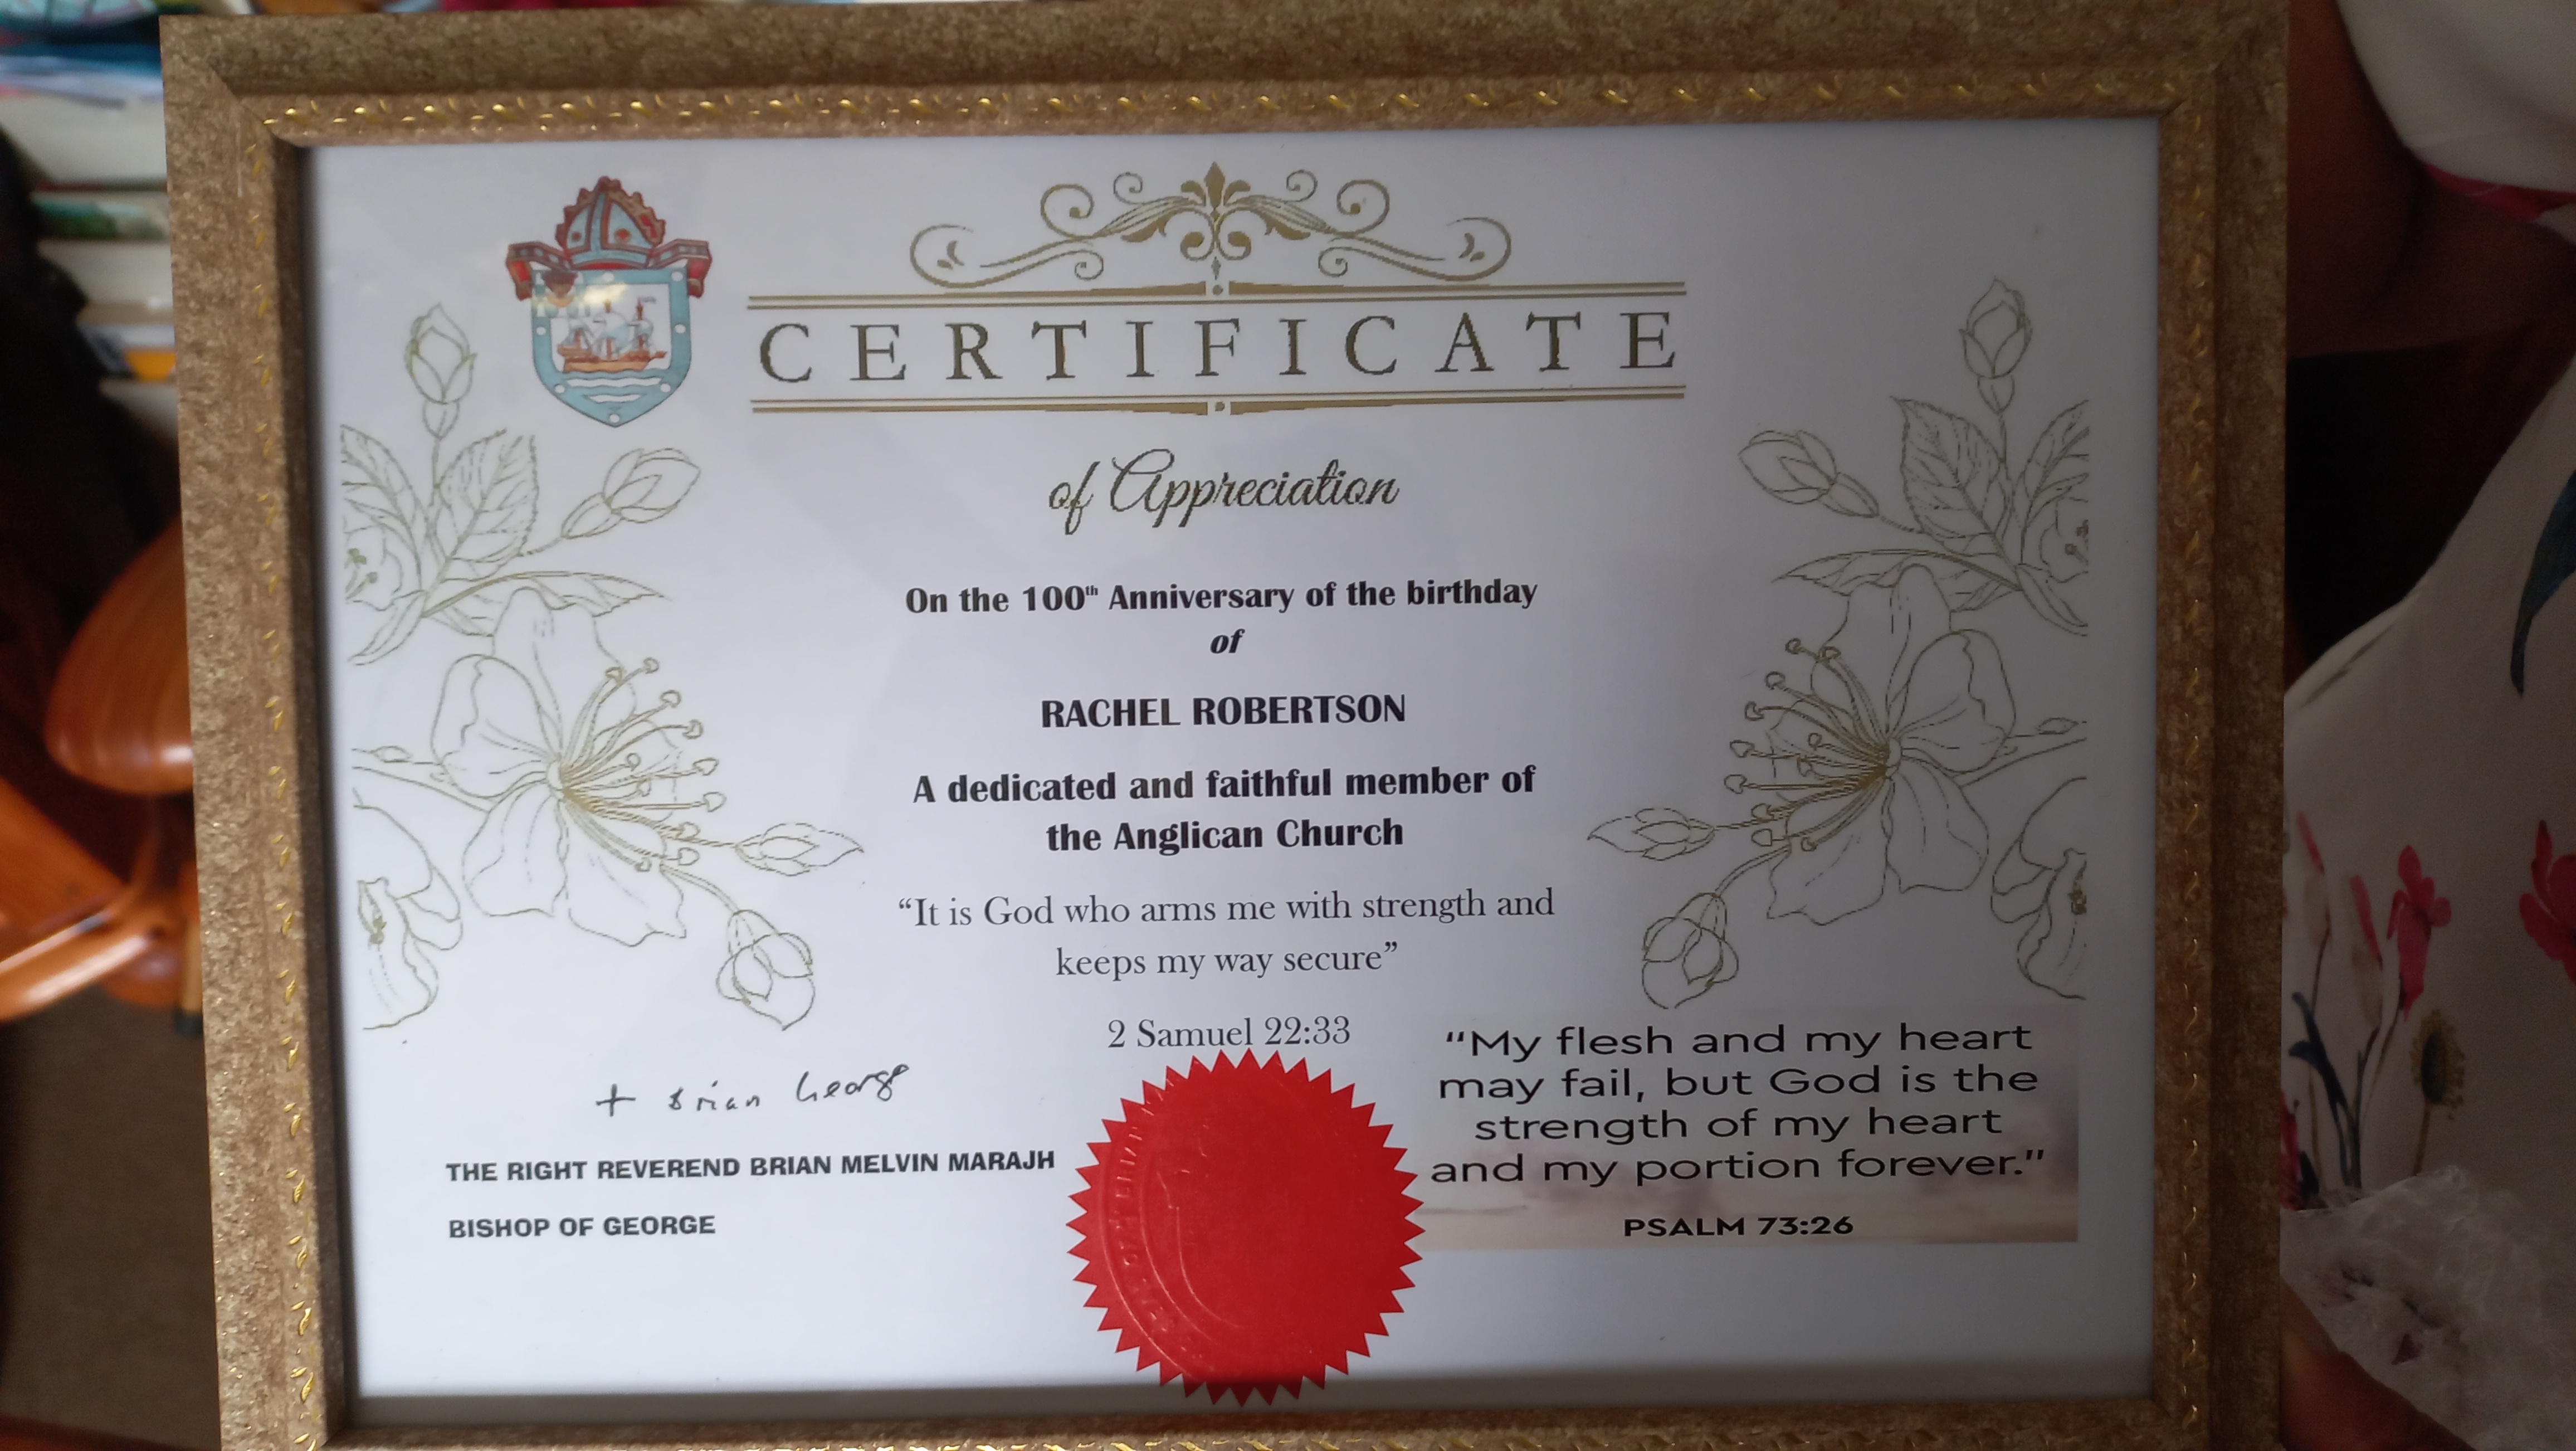 CERTIFICATE
of Appreciation
On the 100th Anniversary of the birthday
of
RACHEL ROBERTSON
A dedicated and faithful member of
the Anglican Church
“It is God who arms me with strength and
keeps my way secure”
2 Samuel 22:33
+ Brian George
THE RIGHT REVEREND BRIAN MELVIN MARAJH
BISHOP OF GEORGE
“My flesh and my heart
may fail, but God is the
strength of my heart
and my portion forever.”
PSALM 73:26